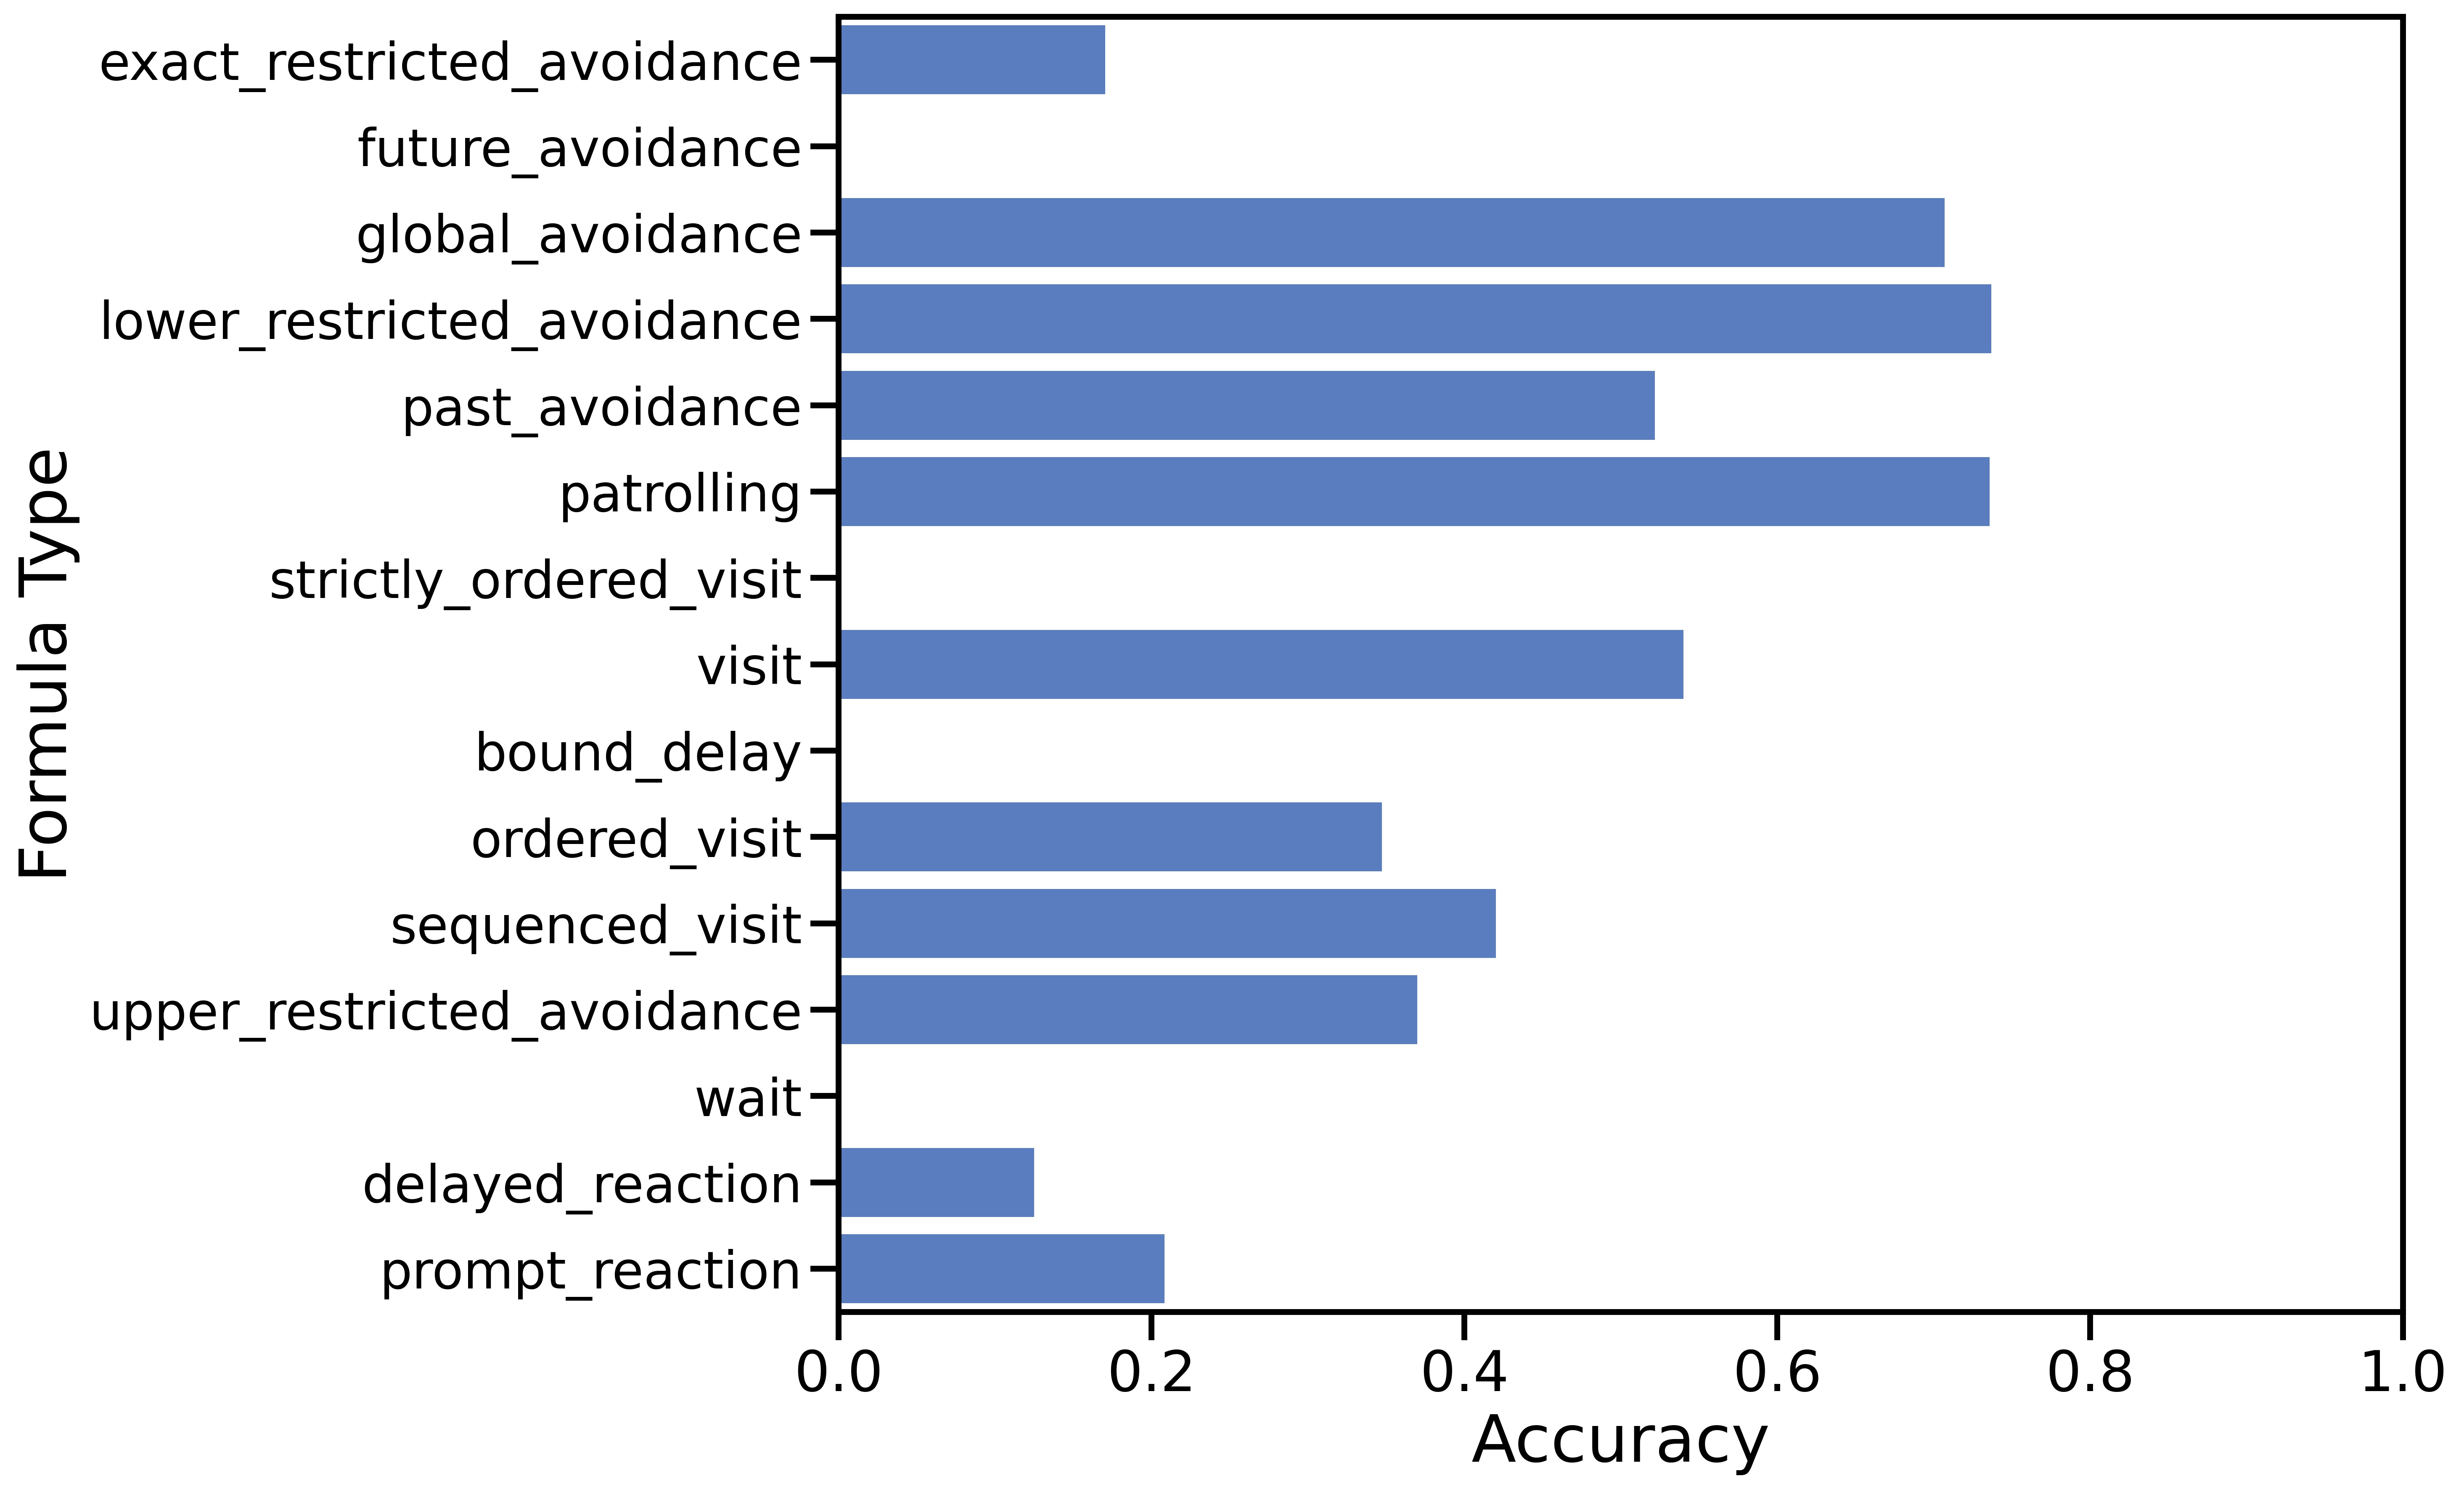 exact_restricted_avoidance
future_avoidance
global_avoidance
lower_restricted_avoidance
past_avoidance
patrolling
strictly_ordered_visit
visit
bound_delay
ordered_visit
sequenced_visit
upper_restricted_avoidance
wait
delayed_reaction
prompt_reaction
Formula Type
0.0 0.2 0.4 0.6 0.8 1.0
Accuracy